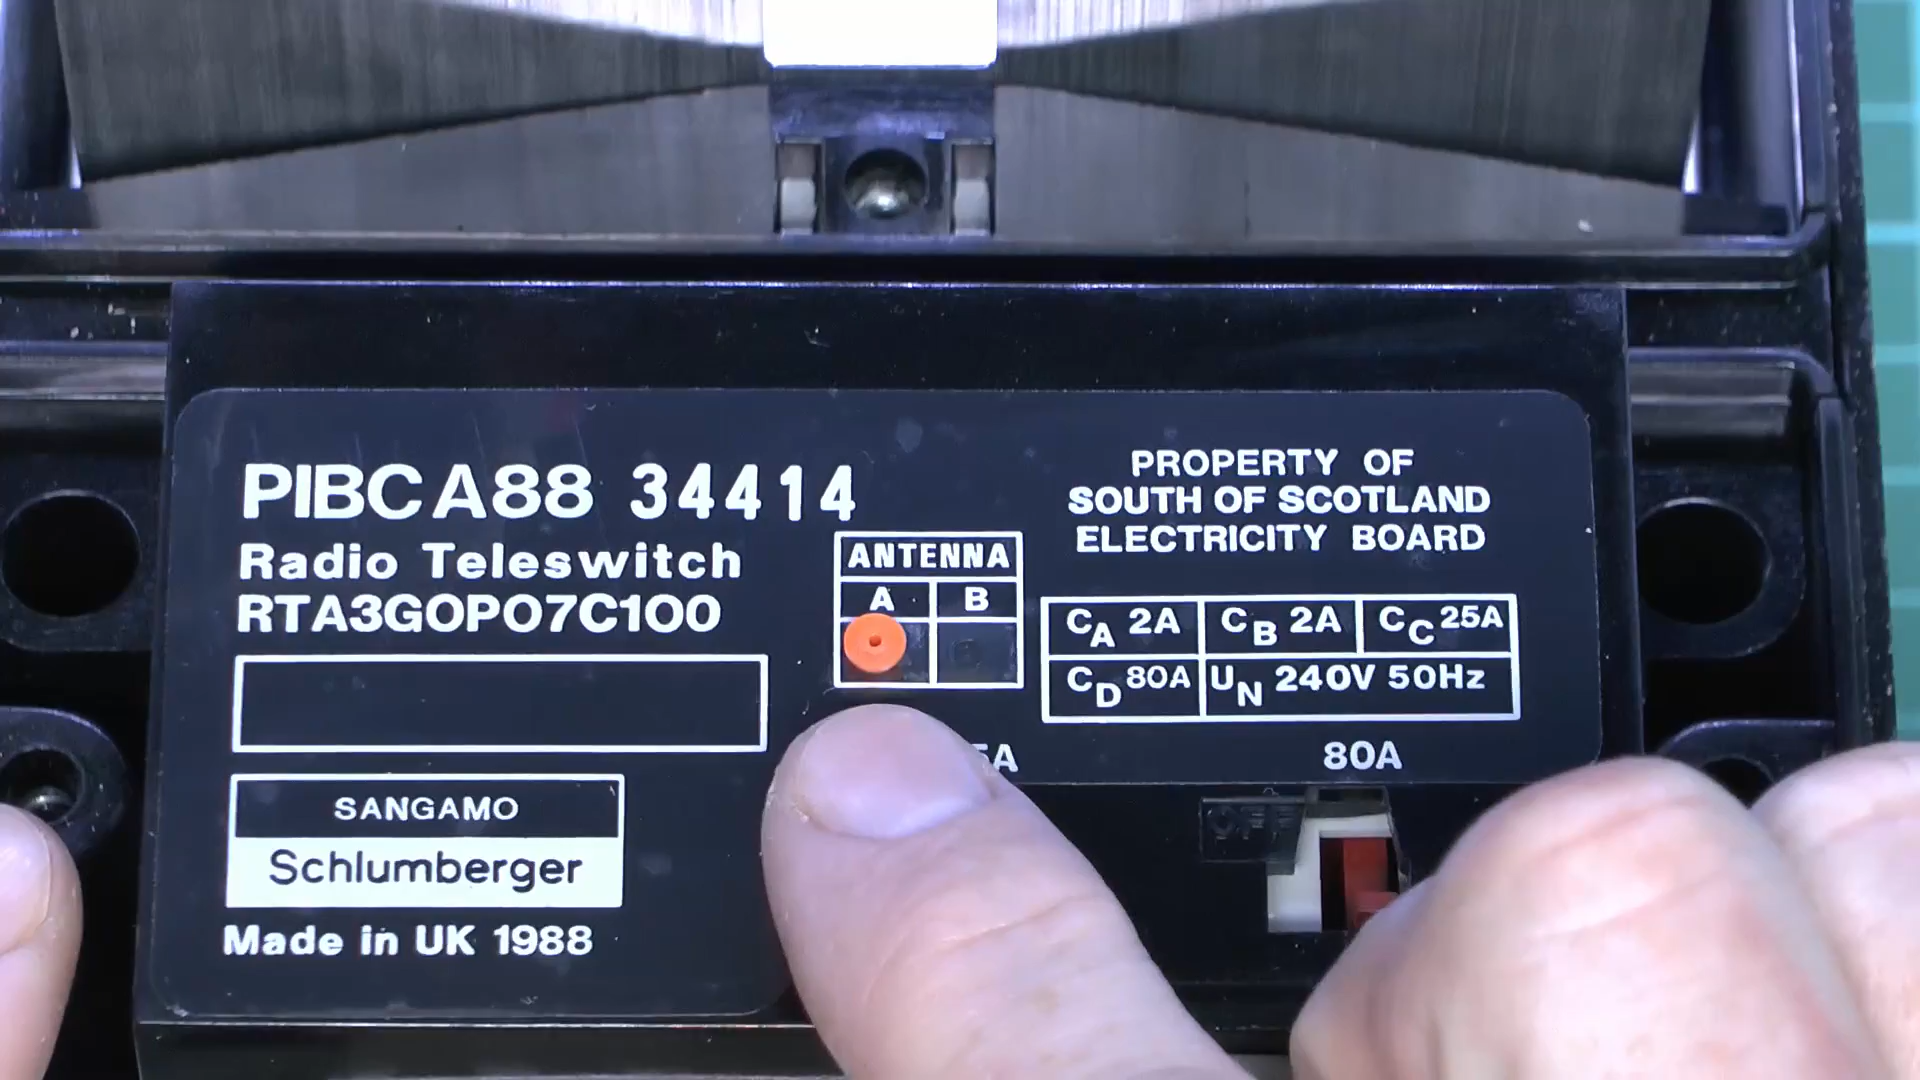 PIBCA88 34414
Radio Teleswitch
RTA3GOPO7C100
ANTENNA
A B
PROPERTY OF
SOUTH OF SCOTLAND
ELECTRICITY BOARD
CA 2A CB 2A CC 25A
CD 80A UN 240V 50Hz
80A
OFF
SANGAMO
Schlumberger
Made in UK 1988